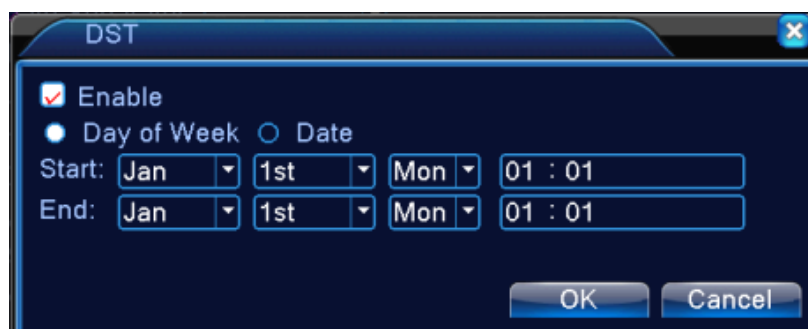 DST
Enable
Day of Week Date
Start: Jan 1st Mon 01 : 01
End: Jan 1st Mon 01 : 01
OK Cancel